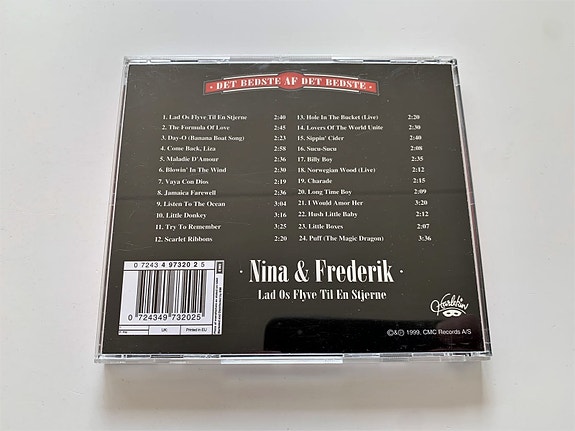 DET BEDSTE AF DET BEDSTE
1. Lad Os Flyve Til En Stjerne 2:40
2. The Formula Of Love 2:45
3. Day-O (Banana Boat Song) 2:23
4. Come Back, Liza 2:58
5. Maladie D'Amour 2:36
6. Blowin' In The Wind 2:30
7. Vaya Con Dios 2:19
8. Jamaica Farewell 2:36
9. Listen To The Ocean 3:04
10. Little Donkey 3:16
11. Try To Remember 3:25
12. Scarlet Ribbons 2:20
13. Hole In The Bucket (Live) 2:20
14. Lovers Of The World Unite 2:30
15. Sippin' Cider 2:40
16. Sucu-Sucu 2:08
17. Billy Boy 2:35
18. Norwegian Wood (Live) 2:12
19. Charade 2:15
20. Long Time Boy 2:09
21. I Would Amor Her 3:20
22. Hush Little Baby 2:12
23. Little Boxes 2:07
24. Puff (The Magic Dragon) 3:36
· Nina & Frederik ·
Lad Os Flyve Til En Stjerne
0 7243 4 97320 2 5
0 724349 732025
UK
Printed in EU
Harlekin
©&℗ 1999, CMC Records A/S